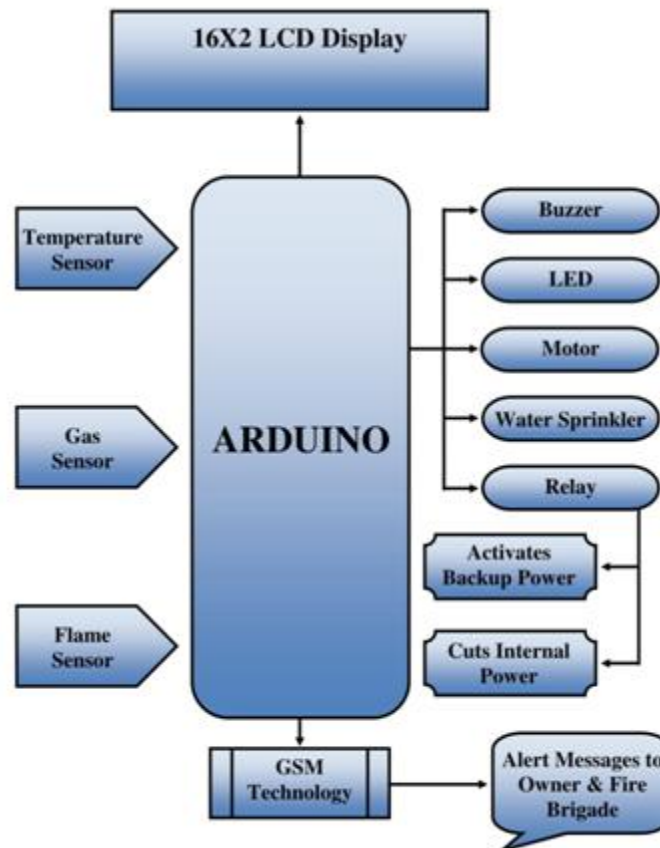 16X2 LCD Display
Temperature
Sensor
Gas
Sensor
Flame
Sensor
ARDUINO
Buzzer
LED
Motor
Water Sprinkler
Relay
Activates
Backup Power
Cuts Internal
Power
GSM
Technology
Alert Messages to
Owner & Fire
Brigade